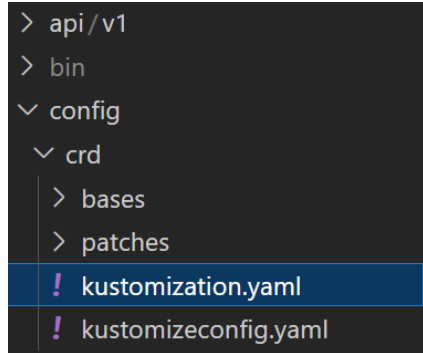 api/v1
bin
config
crd
bases
patches
! kustomization.yaml
! kustomizeconfig.yaml